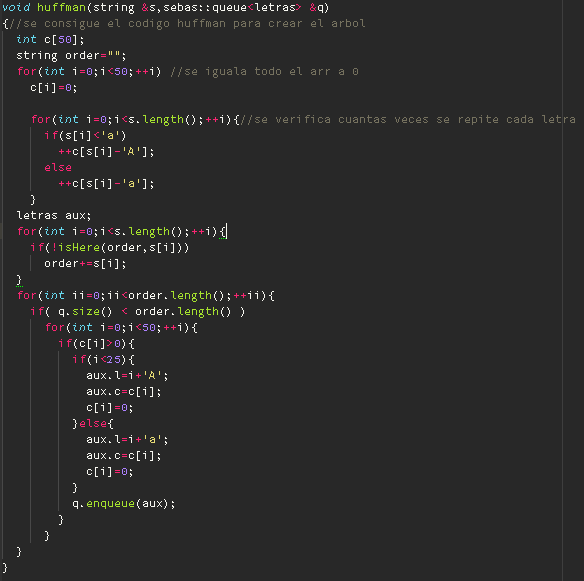 void huffman(string &s,sebas::queue<letras> &q)
{//se consigue el codigo huffman para crear el arbol
  int c[50];
  string order="";
  for(int i=0;i<50;++i) //se iguala todo el arr a 0
    c[i]=0;

    for(int i=0;i<s.length();++i){//se verifica cuantas veces se repite cada letra
      if(s[i]<'a')
        ++c[s[i]-'A'];
      else
        ++c[s[i]-'a'];
    }
  letras aux;
  for(int i=0;i<s.length();++i){
    if(!isHere(order,s[i]))
      order+=s[i];
  }
  for(int ii=0;ii<order.length();++ii){
    if( q.size() < order.length() )
      for(int i=0;i<50;++i){
        if(c[i]>0){
          if(i<25){
            aux.l=i+'A';
            aux.c=c[i];
            c[i]=0;
          }else{
            aux.l=i+'a';
            aux.c=c[i];
            c[i]=0;
          }
          q.enqueue(aux);
        }
      }
  }
}